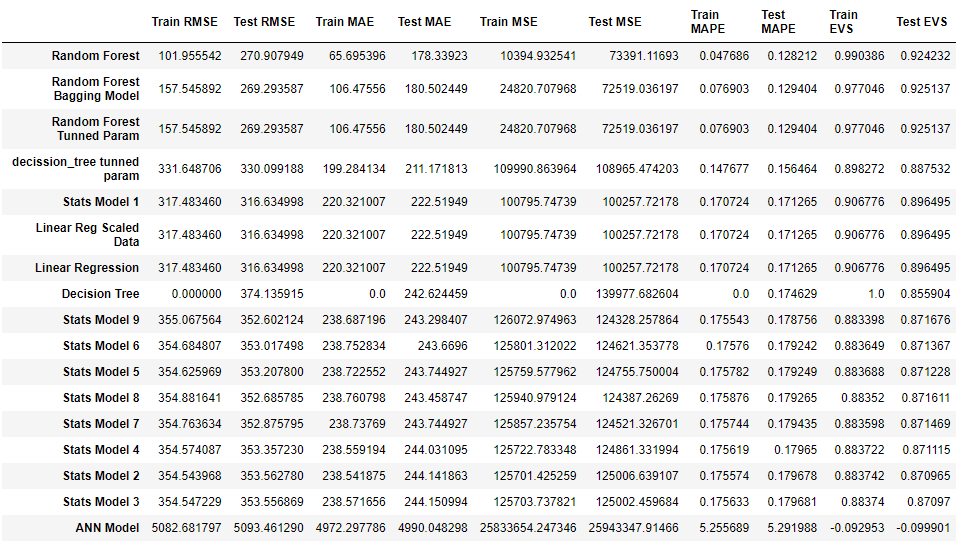 Train RMSE Test RMSE Train MAE Test MAE Train MSE Test MSE Train MAPE Test MAPE Train EVS Test EVS
Random Forest 101.955542 270.907949 65.695396 178.33923 10394.932541 73391.11693 0.047686 0.128212 0.990386 0.924232
Random Forest Bagging Model 157.545892 269.293587 106.47556 180.502449 24820.707968 72519.036197 0.076903 0.129404 0.977046 0.925137
Random Forest Tunned Param 157.545892 269.293587 106.47556 180.502449 24820.707968 72519.036197 0.076903 0.129404 0.977046 0.925137
decission_tree tunned param 331.648706 330.099188 199.284134 211.171813 109990.863964 108965.474203 0.147677 0.156464 0.898272 0.887532
Stats Model 1 317.483460 316.634998 220.321007 222.51949 100795.74739 100257.72178 0.170724 0.171265 0.906776 0.896495
Linear Reg Scaled Data 317.483460 316.634998 220.321007 222.51949 100795.74739 100257.72178 0.170724 0.171265 0.906776 0.896495
Linear Regression 317.483460 316.634998 220.321007 222.51949 100795.74739 100257.72178 0.170724 0.171265 0.906776 0.896495
Decision Tree 0.000000 374.135915 0.0 242.624459 0.0 139977.682604 0.0 0.174629 1.0 0.855904
Stats Model 9 355.067564 352.602124 238.687196 243.298407 126072.974963 124328.257864 0.175543 0.178756 0.883398 0.871676
Stats Model 6 354.684807 353.017498 238.752834 243.6696 125801.312022 124621.353778 0.17576 0.179242 0.883649 0.871367
Stats Model 5 354.625969 353.207800 238.722552 243.744927 125759.577962 124755.750004 0.175782 0.179249 0.883688 0.871228
Stats Model 8 354.881641 352.685785 238.760798 243.458747 125940.979124 124387.26269 0.175876 0.179265 0.88352 0.871611
Stats Model 7 354.763634 352.875795 238.73769 243.744927 125857.235754 124521.326701 0.175744 0.179435 0.883598 0.871469
Stats Model 4 354.574087 353.357230 238.559194 244.031095 125722.783348 124861.331994 0.175619 0.17965 0.883722 0.871115
Stats Model 2 354.543968 353.562780 238.541875 244.141863 125701.425259 125006.639107 0.175574 0.179678 0.883742 0.870965
Stats Model 3 354.547229 353.556869 238.571656 244.150994 125703.737821 125002.459684 0.175633 0.179681 0.88374 0.87097
ANN Model 5082.681797 5093.461290 4972.297786 4990.048298 25833654.247346 25943347.91466 5.255689 5.291988 -0.092953 -0.099901